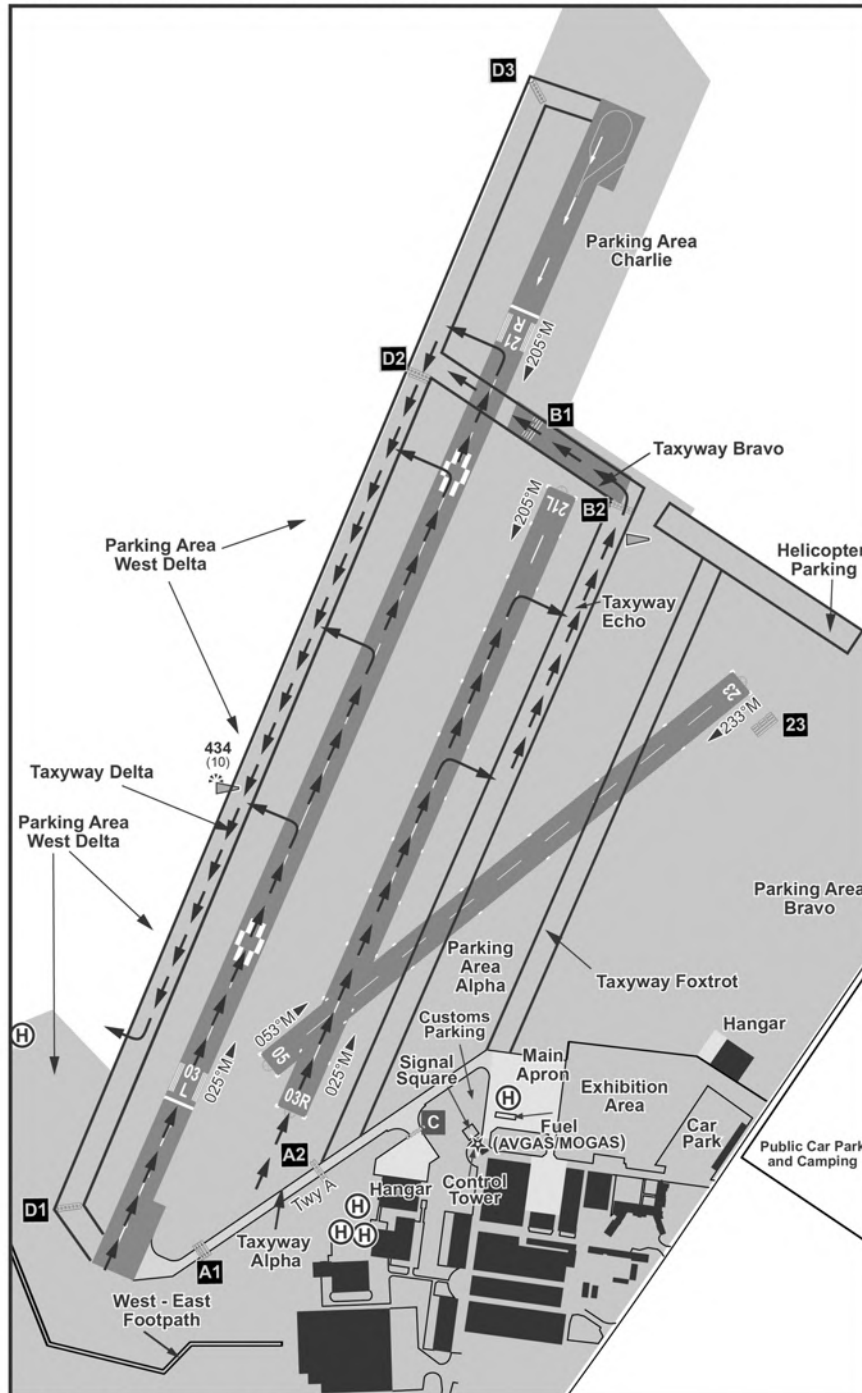 D3
Parking Area
Charlie
21
R
205°M
D2
B1
Taxyway Bravo
205°M
21L
B2
Helicopter
Parking
Parking Area
West Delta
Taxyway
Echo
23
233°M
23
434
(10)
Taxyway Delta
Parking Area
West Delta
Parking Area
Bravo
Parking
Area
Alpha
Taxyway Foxtrot
H
053°M
05
Customs
Parking
Hangar
Signal
Square
Main
Apron
03
L
025°M
03R
025°M
H
Exhibition
Area
C
Fuel
(AVGAS/MOGAS)
Car
Park
Public Car Park
and Camping
A2
Twy A
Hangar
Control
Tower
D1
Taxyway
Alpha
H
H
H
A1
West - East
Footpath